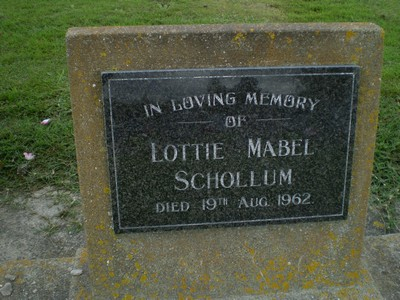 IN LOVING MEMORY
OF
LOTTIE MABEL
SCHOLLUM
DIED 19TH AUG. 1962.